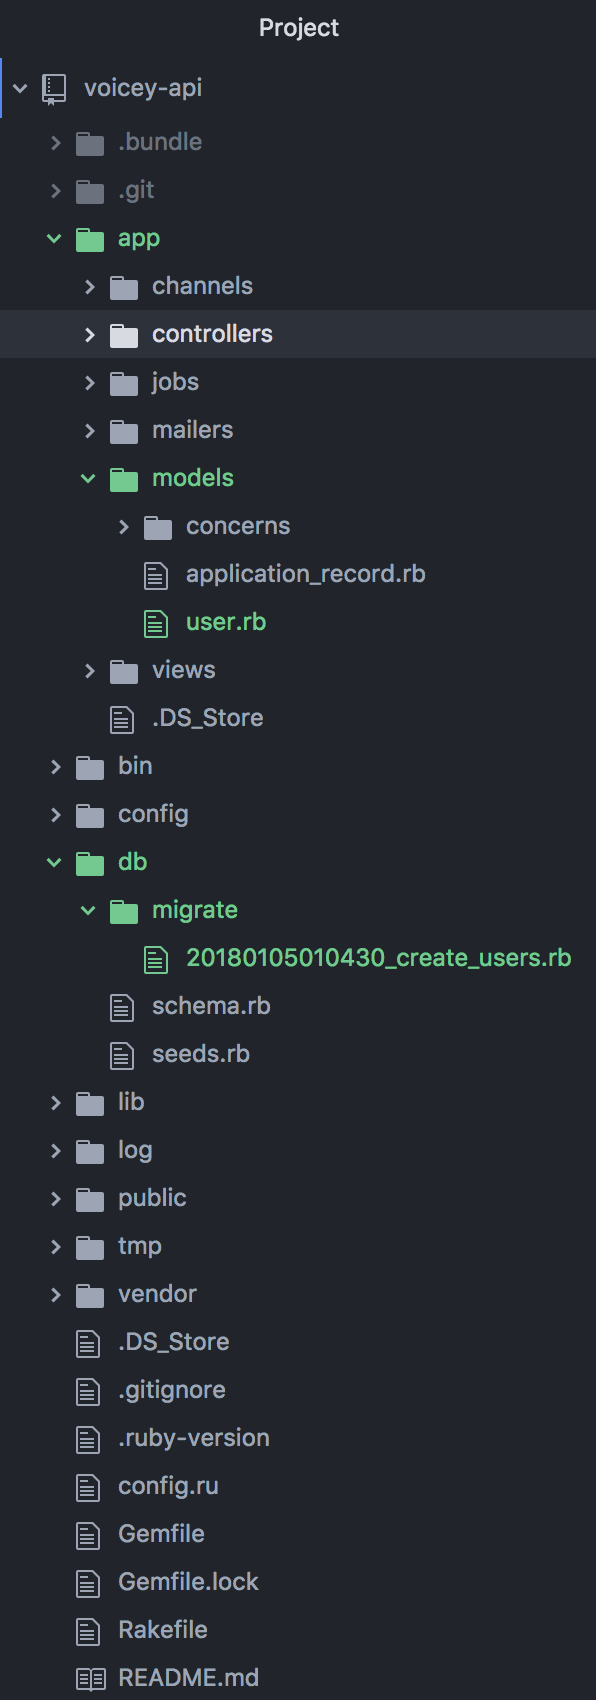 Project
voicey-api
.bundle
.git
app
channels
controllers
jobs
mailers
models
concerns
application_record.rb
user.rb
views
.DS_Store
bin
config
db
migrate
20180105010430_create_users.rb
schema.rb
seeds.rb
lib
log
public
tmp
vendor
.DS_Store
.gitignore
.ruby-version
config.ru
Gemfile
Gemfile.lock
Rakefile
README.md